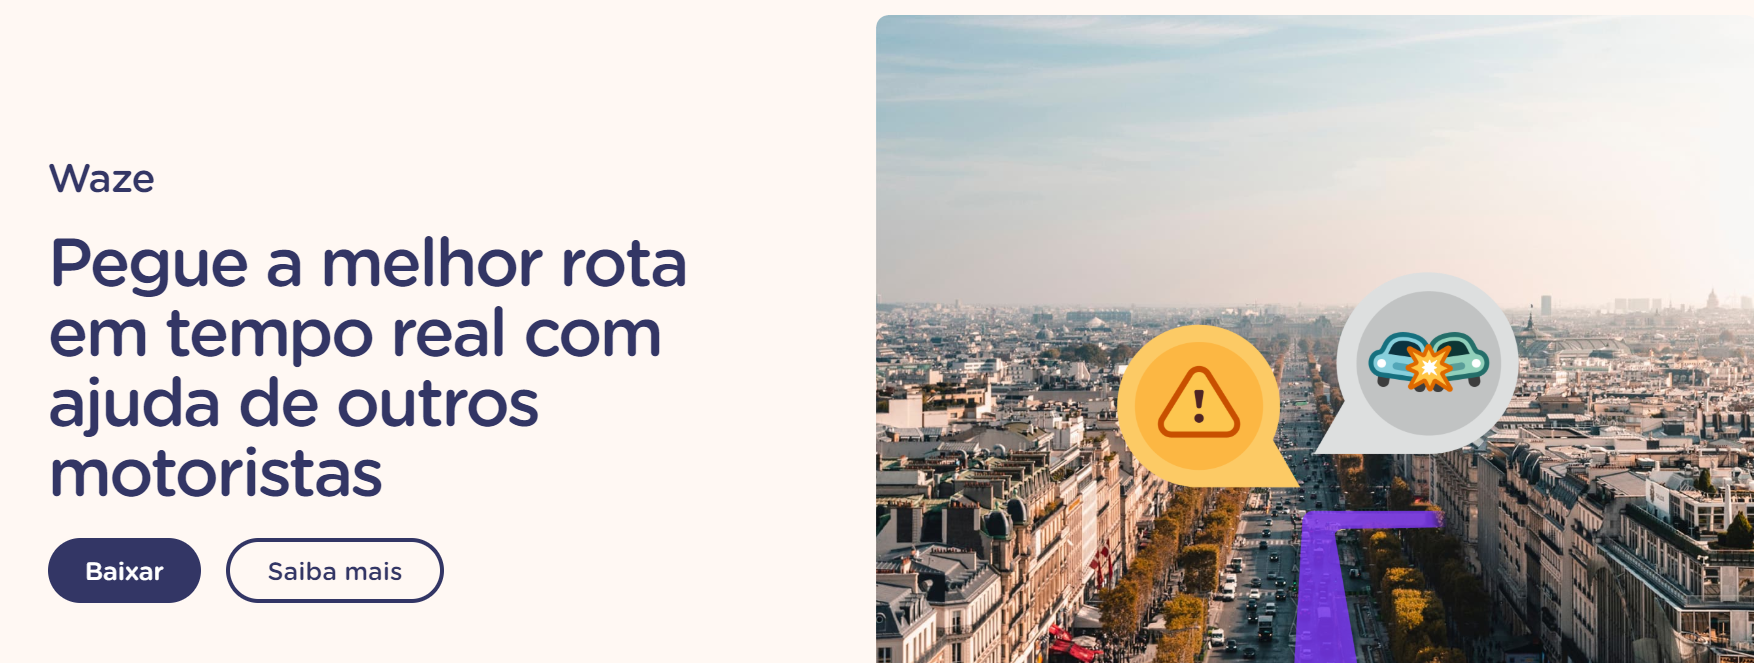 Waze
Pegue a melhor rota
em tempo real com
ajuda de outros
motoristas
Baixar
Saiba mais